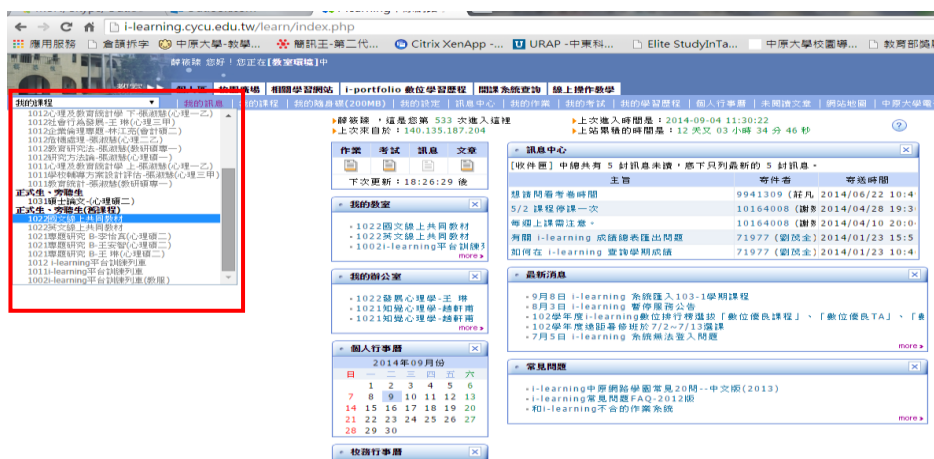 i-learning.cycu.edu.tw/learn/index.php
應用服務 倉頡拆字 中原大學-教學... 簡訊王-第二代... Citrix XenApp -... URAP -中東科... Elite StudyInTa... 中原大學校園導... 教育部獎
您好！您正在[教室環境]中
個人區 校園廣場 相關學習網站 i-portfolio 數位學習歷程 開課系統查詢 線上操作教學
我的課程
我的訊息 | 我的課程 | 我的隨身碟(200MB) | 我的設定 | 訊息中心 | 我的作業 | 我的考試 | 我的學習歷程 | 個人行事曆 | 未閱讀文章 | 網站地圖 | 中原大學電
1012心理及教育統計學 下-張淑慧(心理一乙)
1012社會行為發展-王 琳(心理三甲)
1012企業倫理專題-林江亮(會計碩二)
1012危機處理-張淑慧(心理二乙)
1012教育研究法-張淑慧(教研碩專一)
1012研究方法論-張淑慧(心理碩一)
1011心理及教育統計學 上-張淑慧(心理一乙)
1011學校輔導方案設計評估-張淑慧(心理三甲)
1011教育統計-張淑慧(教研碩專一)
正式生、旁聽生
1031碩士論文-(心理碩二)
正式生、旁聽生(舊課程)
1022國文線上共同教材
1022英文線上共同教材
1021專題研究 B-李怡真(心理碩二)
1021專題研究 B-王安智(心理碩二)
1021專題研究 B-王 琳(心理碩二)
1012 i-learning平台訓練列車
1011i-learning平台訓練列車
1002i-learning平台訓練列車(教服)
薛筱臻 ，這是您第 533 次進入這裡
上次來自於：140.135.187.204
上次進入時間是：2014-09-04 11:30:22
上站累積的時間是：12 天又 03 小時 34 分 46 秒
作業 考試 訊息 文章
下次更新：18:26:29 後
我的教室
1022國文線上共同教材
1022英文線上共同教材
1002i-learning平台訓練列
more
我的辦公室
1022發展心理學-王 琳
1021知覺心理學-趙軒甫
1021知覺心理學-趙軒甫
more
個人行事曆
2014年09月份
日 一 二 三 四 五 六
1 2 3 4 5 6
7 8 9 10 11 12 13
14 15 16 17 18 19 20
21 22 23 24 25 26 27
28 29 30
校務行事曆
訊息中心
[收件匣] 中總共有 5 封訊息未讀，底下只列最新的 5 封訊息。
主旨 寄件者 寄送時間
想請問看考卷時間 9941309 (莊凡 2014/06/22 10:4
5/2 課程停課一次 10164008 (謝 2014/04/28 19:3
每週上課需注意。 10164008 (謝 2014/04/10 20:0
有關 i-learning 成績總表匯出問題 71977 (劉茂金) 2014/01/23 15:5
如何在 i-learning 查詢學期成績 71977 (劉茂金) 2014/01/23 10:4
最新消息
9月8日 i-learning 系統匯入103-1學期課程
8月3日 i-learning 暫停服務公告
102學年度i-learning數位排行榜選拔「數位優良課程」、「數位優良TA」、「
102學年度遠距暑修班於7/2~7/13選課
7月5日 i-learning 系統無法登入問題
more
常見問題
i-learning中原網路學園常見20問--中文版(2013)
i-learning常見問題FAQ-2012版
和i-learning不合的作業系統
more